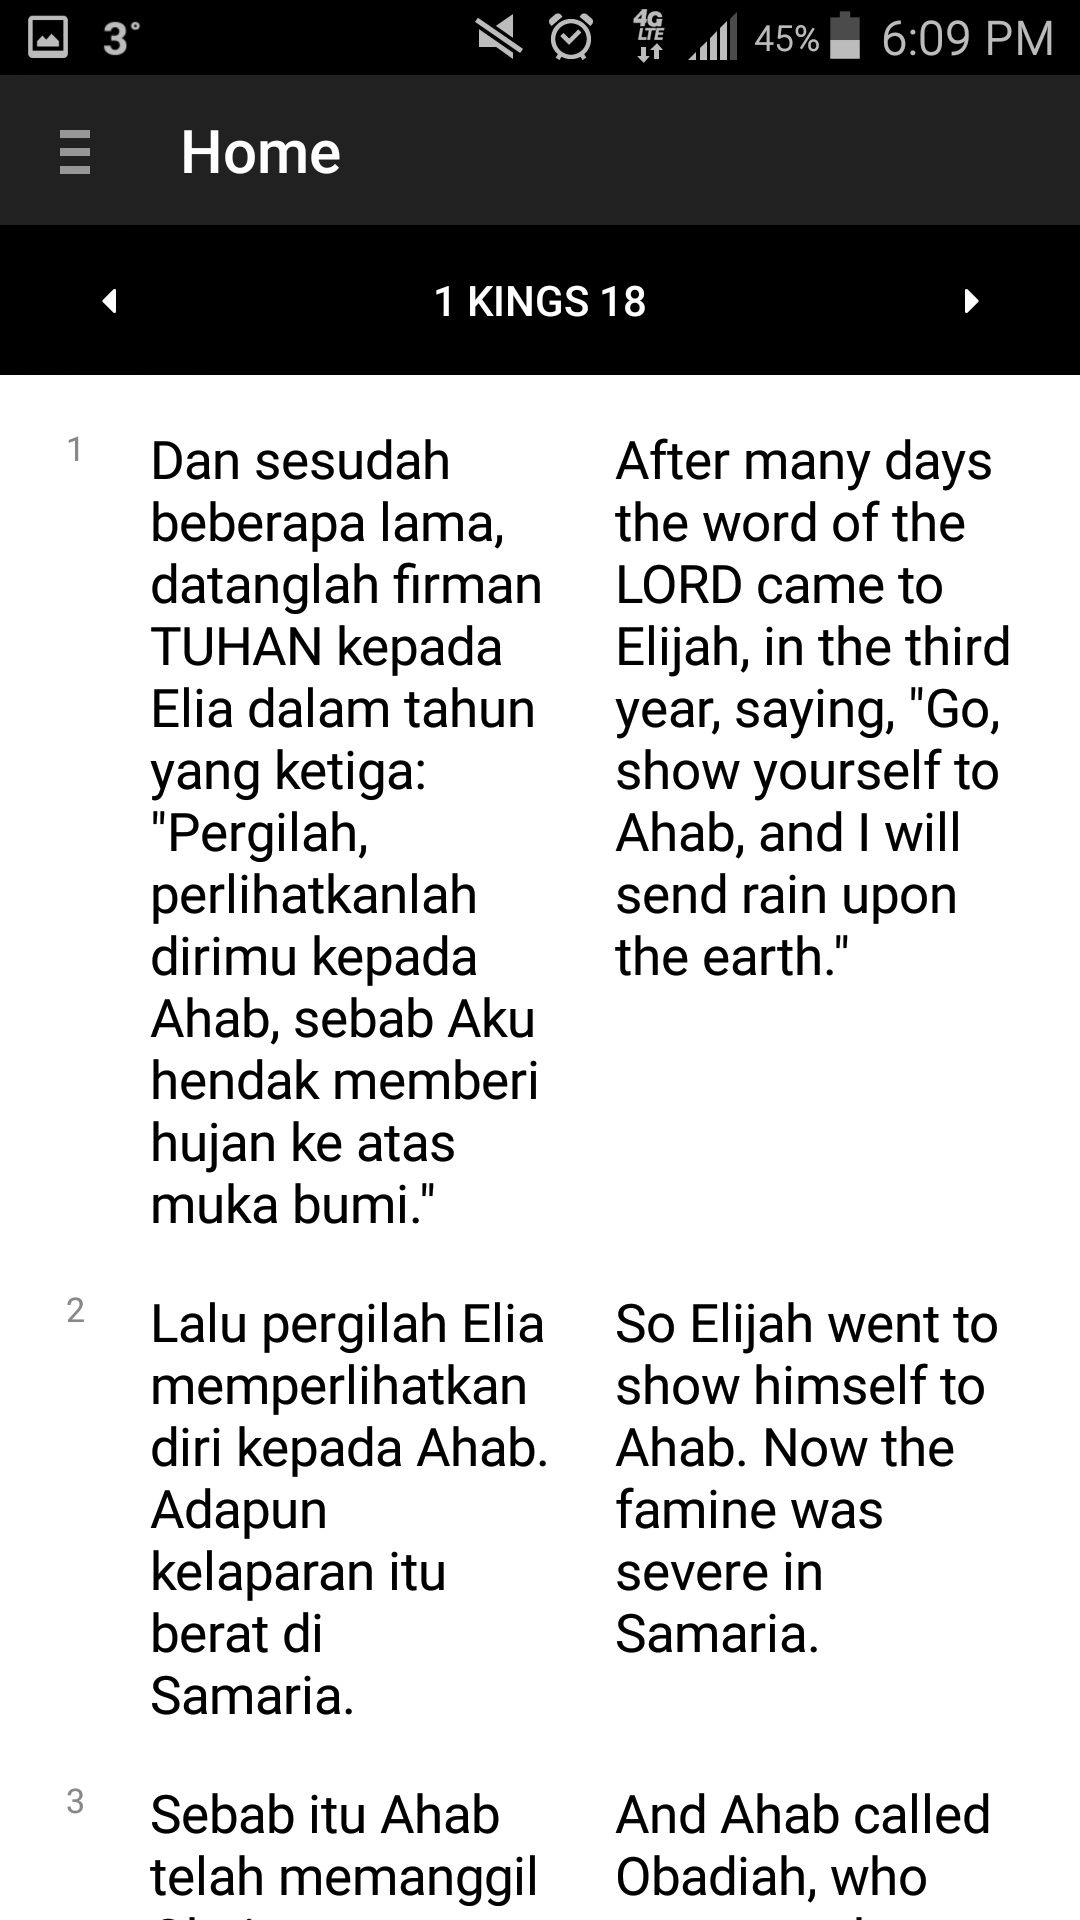 3°
4G
LTE
45%
6:09 PM
Home
1 KINGS 18
1
Dan sesudah
beberapa lama,
datanglah firman
TUHAN kepada
Elia dalam tahun
yang ketiga:
"Pergilah,
perlihatkanlah
dirimu kepada
Ahab, sebab Aku
hendak memberi
hujan ke atas
muka bumi."
After many days
the word of the
LORD came to
Elijah, in the third
year, saying, "Go,
show yourself to
Ahab, and I will
send rain upon
the earth."
2
Lalu pergilah Elia
memperlihatkan
diri kepada Ahab.
Adapun
kelaparan itu
berat di
Samaria.
So Elijah went to
show himself to
Ahab. Now the
famine was
severe in
Samaria.
3
Sebab itu Ahab
telah memanggil
And Ahab called
Obadiah, who